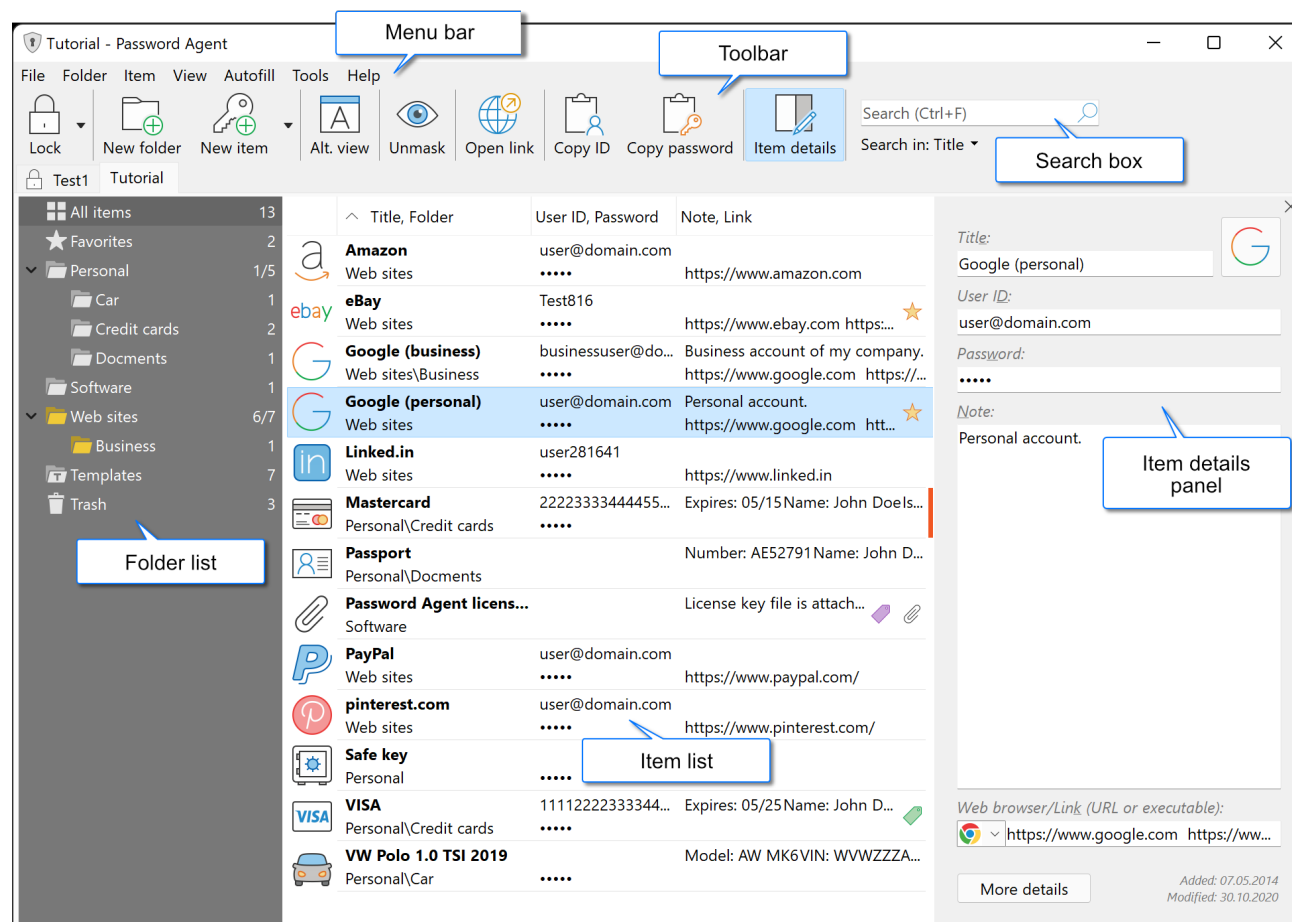 Tutorial - Password Agent
Menu bar
Toolbar
File Folder Item View Autofill Tools Help
Lock
New folder
New item
A
Alt. view
Unmask
Open link
Copy ID
Copy password
Item details
Search (Ctrl+F)
Search in: Title
Search box
Test1 Tutorial
All items 13
Favorites 2
Personal 1/5
Car 1
Credit cards 2
Docments 1
Software 1
Web sites 6/7
Business 1
T Templates 7
Trash 3
Folder list
Title, Folder User ID, Password Note, Link
a Amazon user@domain.com
Web sites ••••• https://www.amazon.com
ebay eBay Test816
Web sites ••••• https://www.ebay.com https:...
G Google (business) businessuser@do... Business account of my company.
Web sites\Business ••••• https://www.google.com https://...
G Google (personal) user@domain.com Personal account.
Web sites ••••• https://www.google.com htt...
in Linked.in user281641
Web sites ••••• https://www.linked.in
Mastercard 22223333444455... Expires: 05/15Name: John DoeIs...
Personal\Credit cards •••••
Passport Number: AE52791Name: John D...
Personal\Docments
Password Agent licens... License key file is attach...
Software
P PayPal user@domain.com
Web sites ••••• https://www.paypal.com/
pinterest.com user@domain.com
Web sites ••••• https://www.pinterest.com/
Safe key
Personal •••••
Item list
VISA VISA 11112222333344... Expires: 05/25Name: John D...
Personal\Credit cards •••••
VW Polo 1.0 TSI 2019 Model: AW MK6VIN: WVWZZZA...
Personal\Car •••••
Title:
Google (personal)
G
User ID:
user@domain.com
Password:
•••••
Note:
Personal account.
Item details
panel
Web browser/Link (URL or executable):
https://www.google.com https://ww...
More details
Added: 07.05.2014
Modified: 30.10.2020